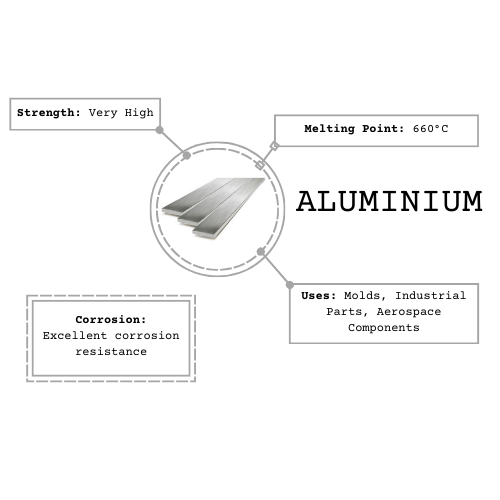 Strength: Very High
Melting Point: 660°C
ALUMINIUM
Uses: Molds, Industrial
Parts, Aerospace
Components
Corrosion:
Excellent corrosion
resistance